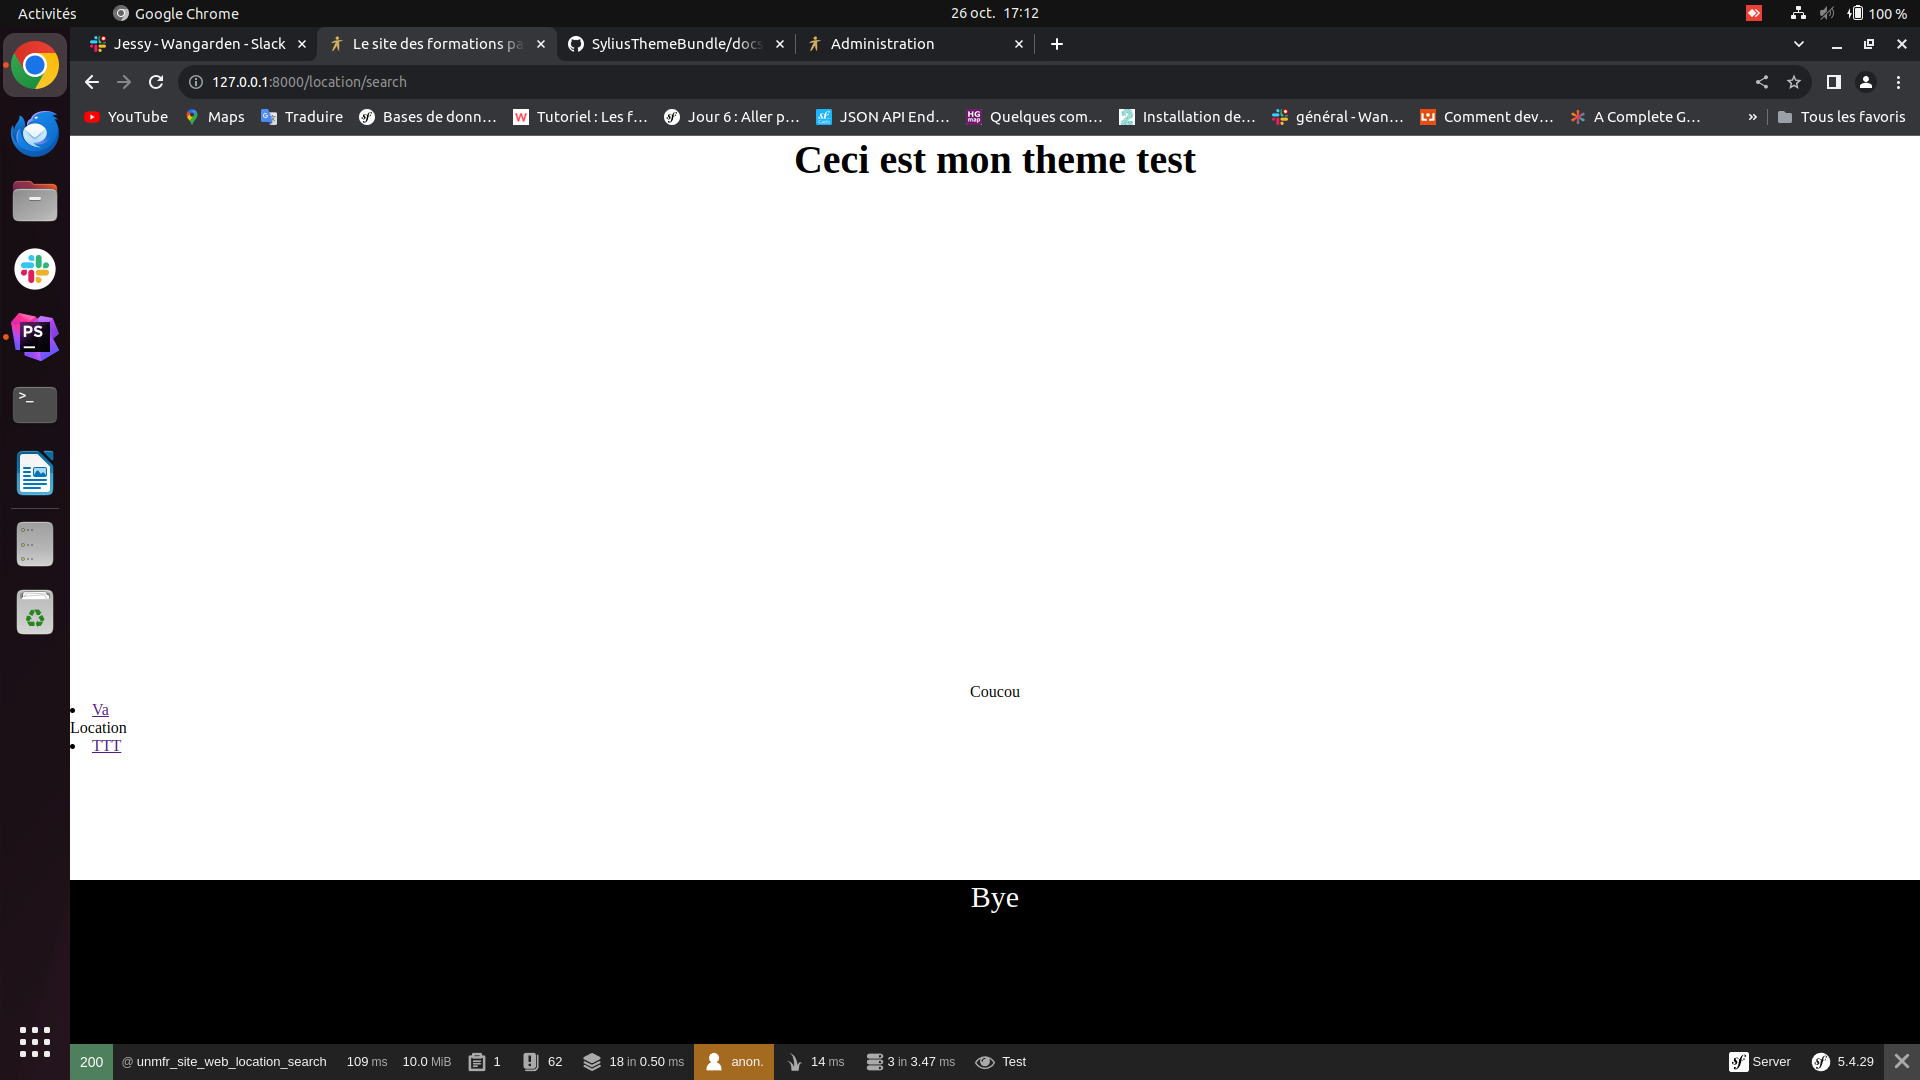 Activités
Google Chrome
26 oct. 17:12
100 %
Jessy - Wangarden - Slack
Le site des formations pa
SyliusThemeBundle/docs
Administration
127.0.0.1:8000/location/search
YouTube
Maps
Traduire
Bases de donn…
Tutoriel : Les f…
Jour 6 : Aller p…
JSON API End…
Quelques com…
Installation de…
général - Wan…
Comment dev…
A Complete G…
»
Tous les favoris
Ceci est mon theme test
PS
>_
Coucou
Va
Location
TTT
Bye
200 @ unmfr_site_web_location_search 109 ms 10.0 MiB 1 62 18 in 0.50 ms anon. 14 ms 3 in 3.47 ms Test Server 5.4.29